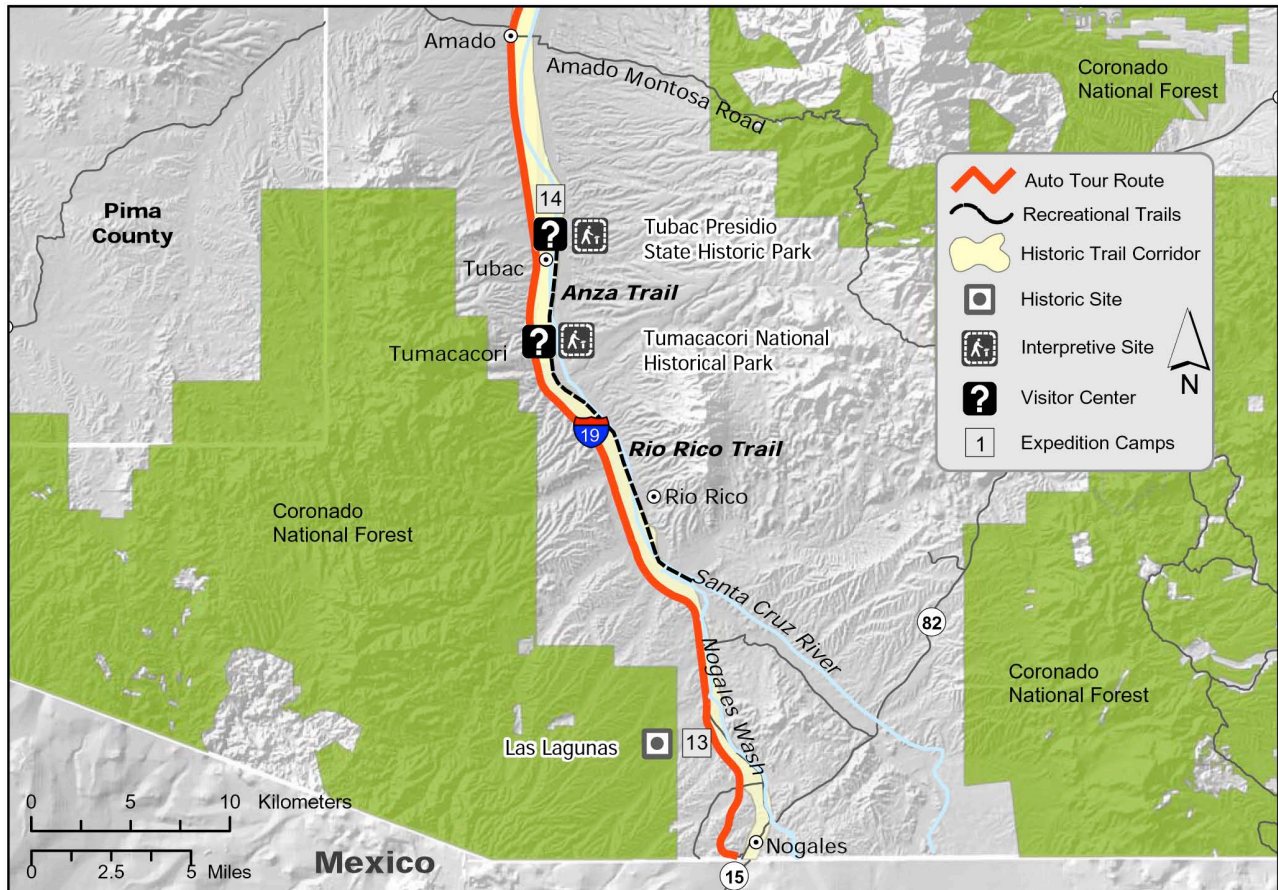 Amado
Amado Montosa Road
Coronado
National Forest
Pima
County
14
?
Tubac Presidio
State Historic Park
Tubac
Anza Trail
?
Tumacacori
Tumacacori National
Historical Park
19
Rio Rico Trail
Rio Rico
Coronado
National Forest
Santa Cruz River
82
Nogales Wash
Coronado
National Forest
Las Lagunas
13
Nogales
15
Mexico
0 5 10 Kilometers
0 2.5 5 Miles
Auto Tour Route
Recreational Trails
Historic Trail Corridor
Historic Site
Interpretive Site
?
Visitor Center
1
Expedition Camps
N